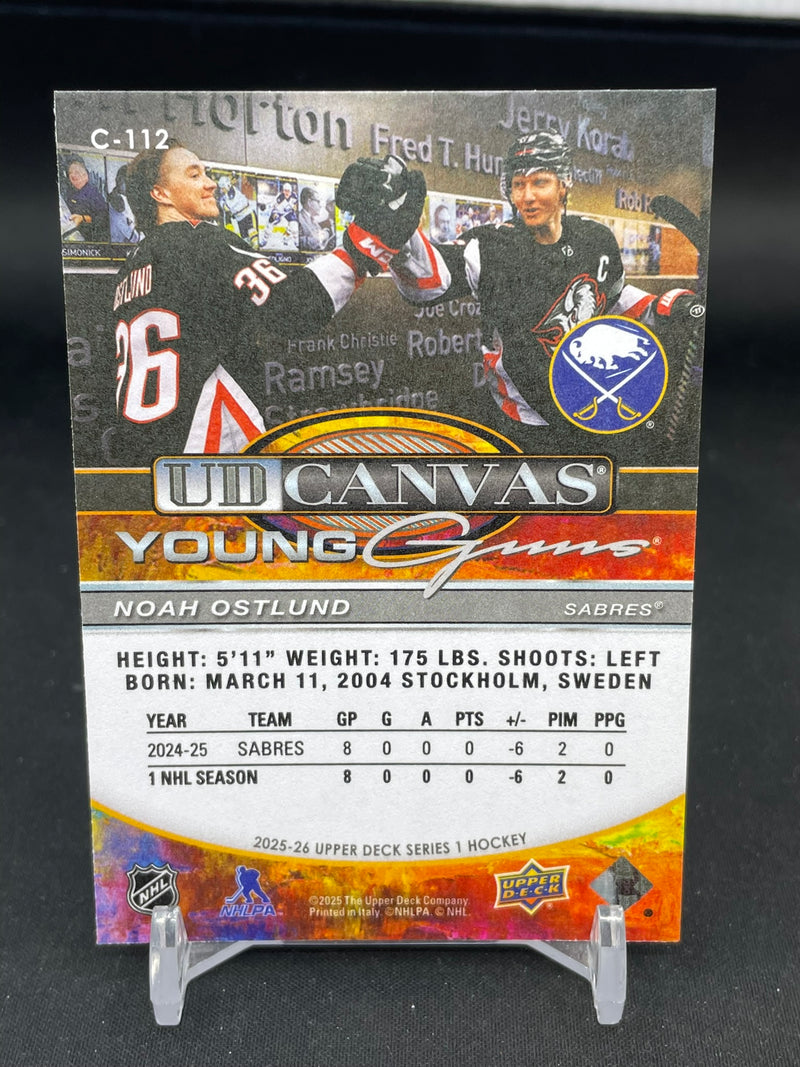 C-112
Horton
Jerry Korab
Fred T. Hun
Rob
SIMONICK
OSTLUND
36
36
C
Joe Croz
Frank Christie
Robert
Ramsey
UD CANVAS®
YOUNG Guns®
NOAH OSTLUND SABRES®
HEIGHT: 5'11" WEIGHT: 175 LBS. SHOOTS: LEFT
BORN: MARCH 11, 2004 STOCKHOLM, SWEDEN
YEAR TEAM GP G A PTS +/- PIM PPG
2024-25 SABRES 8 0 0 0 -6 2 0
1 NHL SEASON 8 0 0 0 -6 2 0
2025-26 UPPER DECK SERIES 1 HOCKEY
NHL
NHLPA
©2025 The Upper Deck Company.
Printed in Italy. ©NHLPA. © NHL.
UPPER DECK